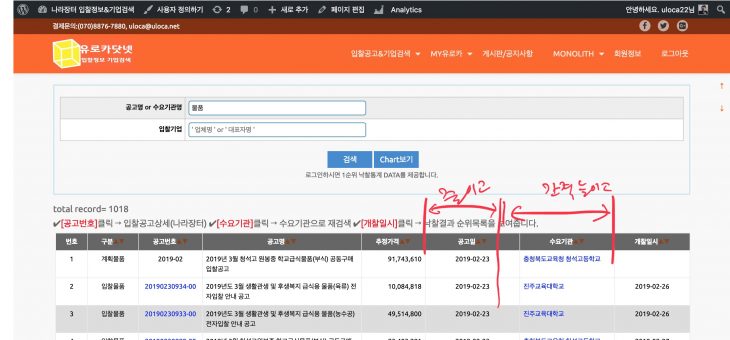 나라장터 입찰정보&기업검색 사용자 정의하기 2 0 새로 추가 페이지 편집 Analytics 안녕하세요. uloca22님
결제문의:(070)8876-7880, uloca@uloca.net
유로카닷넷
입찰정보 기업검색
입찰공고&기업검색 MY유로카 게시판/공지사항 MONOLITH 회원정보 로그아웃
공고명 or 수요기관명 물품
입찰기업 ' 업체명 ' or ' 대표자명 '
검색 Chart보기
로그인하시면 1순위 낙찰통계 DATA를 제공합니다.
줄이고 간격 늘이고
total record= 1018
✔[공고번호]클릭 → 입찰공고상세(나라장터) ✔[수요기관]클릭 → 수요기관으로 재검색 ✔[개찰일시]클릭 → 낙찰결과 순위목록을 보여줍니다.
번호 구분▲▼ 공고번호▲▼ 공고명▲▼ 추정가격▲▼ 공고일▲▼ 수요기관▲▼ 개찰일시▲▼
1 계획물품 2019-02 2019년 3월 청석고 원봉중 학교급식물품(부식) 공동구매 91,743,610 2019-02-23 충청북도교육청 청석고등학교
입찰공고
2 입찰물품 20190230934-00 2019년도 3월 생활관생 및 후생복지 급식용 물품(육류) 전 10,084,818 2019-02-23 진주교육대학교 2019-02-26
자입찰 안내 공고
3 입찰물품 20190230933-00 2019년도 3월 생활관생 및 후생복지 급식용 물품(농수공) 49,514,800 2019-02-23 진주교육대학교 2019-02-26
전자입찰 안내 공고